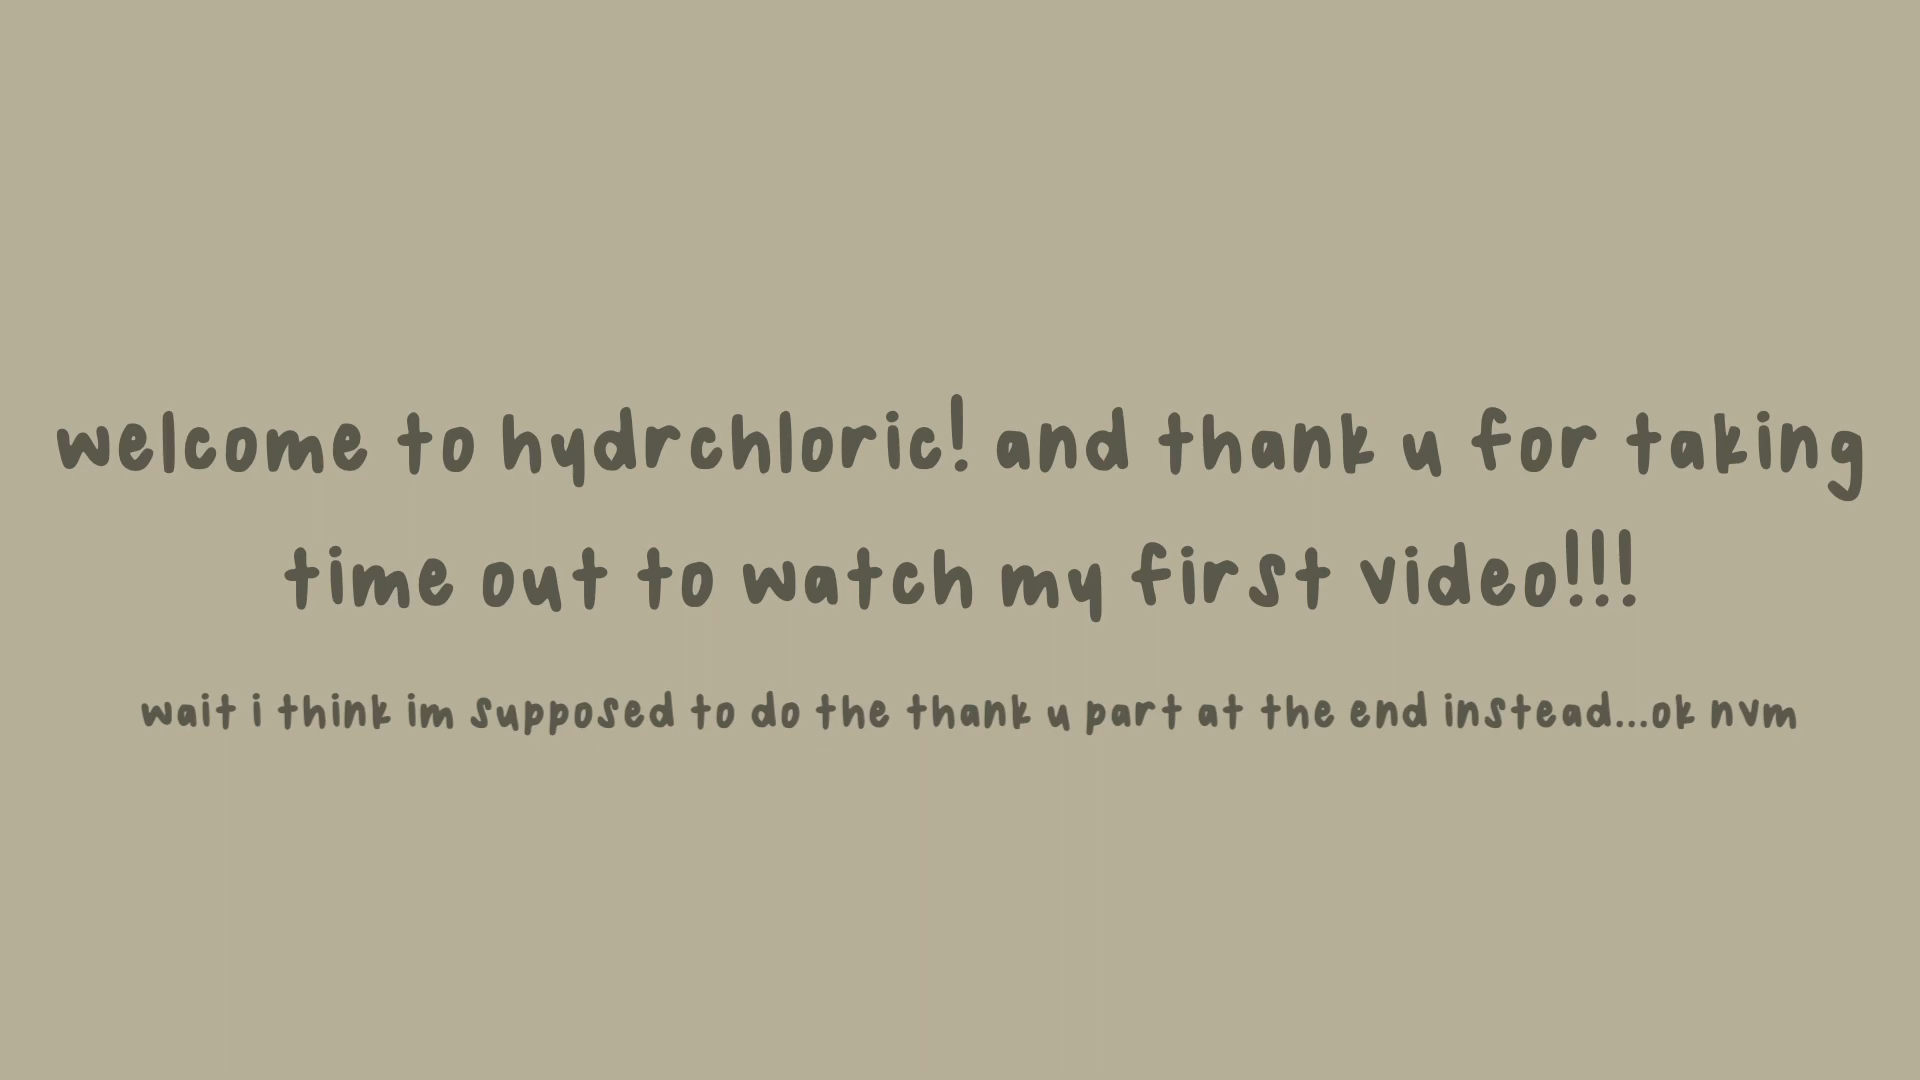 welcome to hydrchloric! and thank u for taking
time out to watch my first video!!!
wait i think im supposed to do the thank u part at the end instead...ok nvm